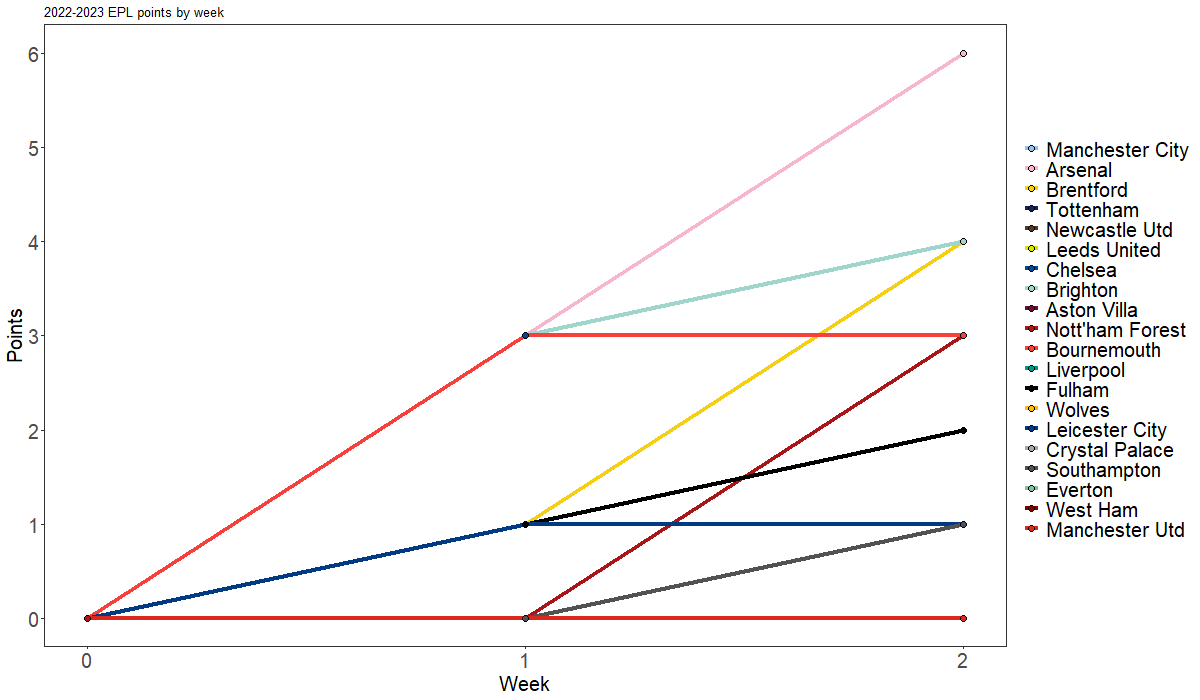 2022-2023 EPL points by week
6
5
4
3
2
1
0
Points
0 1 2
Week
Manchester City
Arsenal
Brentford
Tottenham
Newcastle Utd
Leeds United
Chelsea
Brighton
Aston Villa
Nott'ham Forest
Bournemouth
Liverpool
Fulham
Wolves
Leicester City
Crystal Palace
Southampton
Everton
West Ham
Manchester Utd